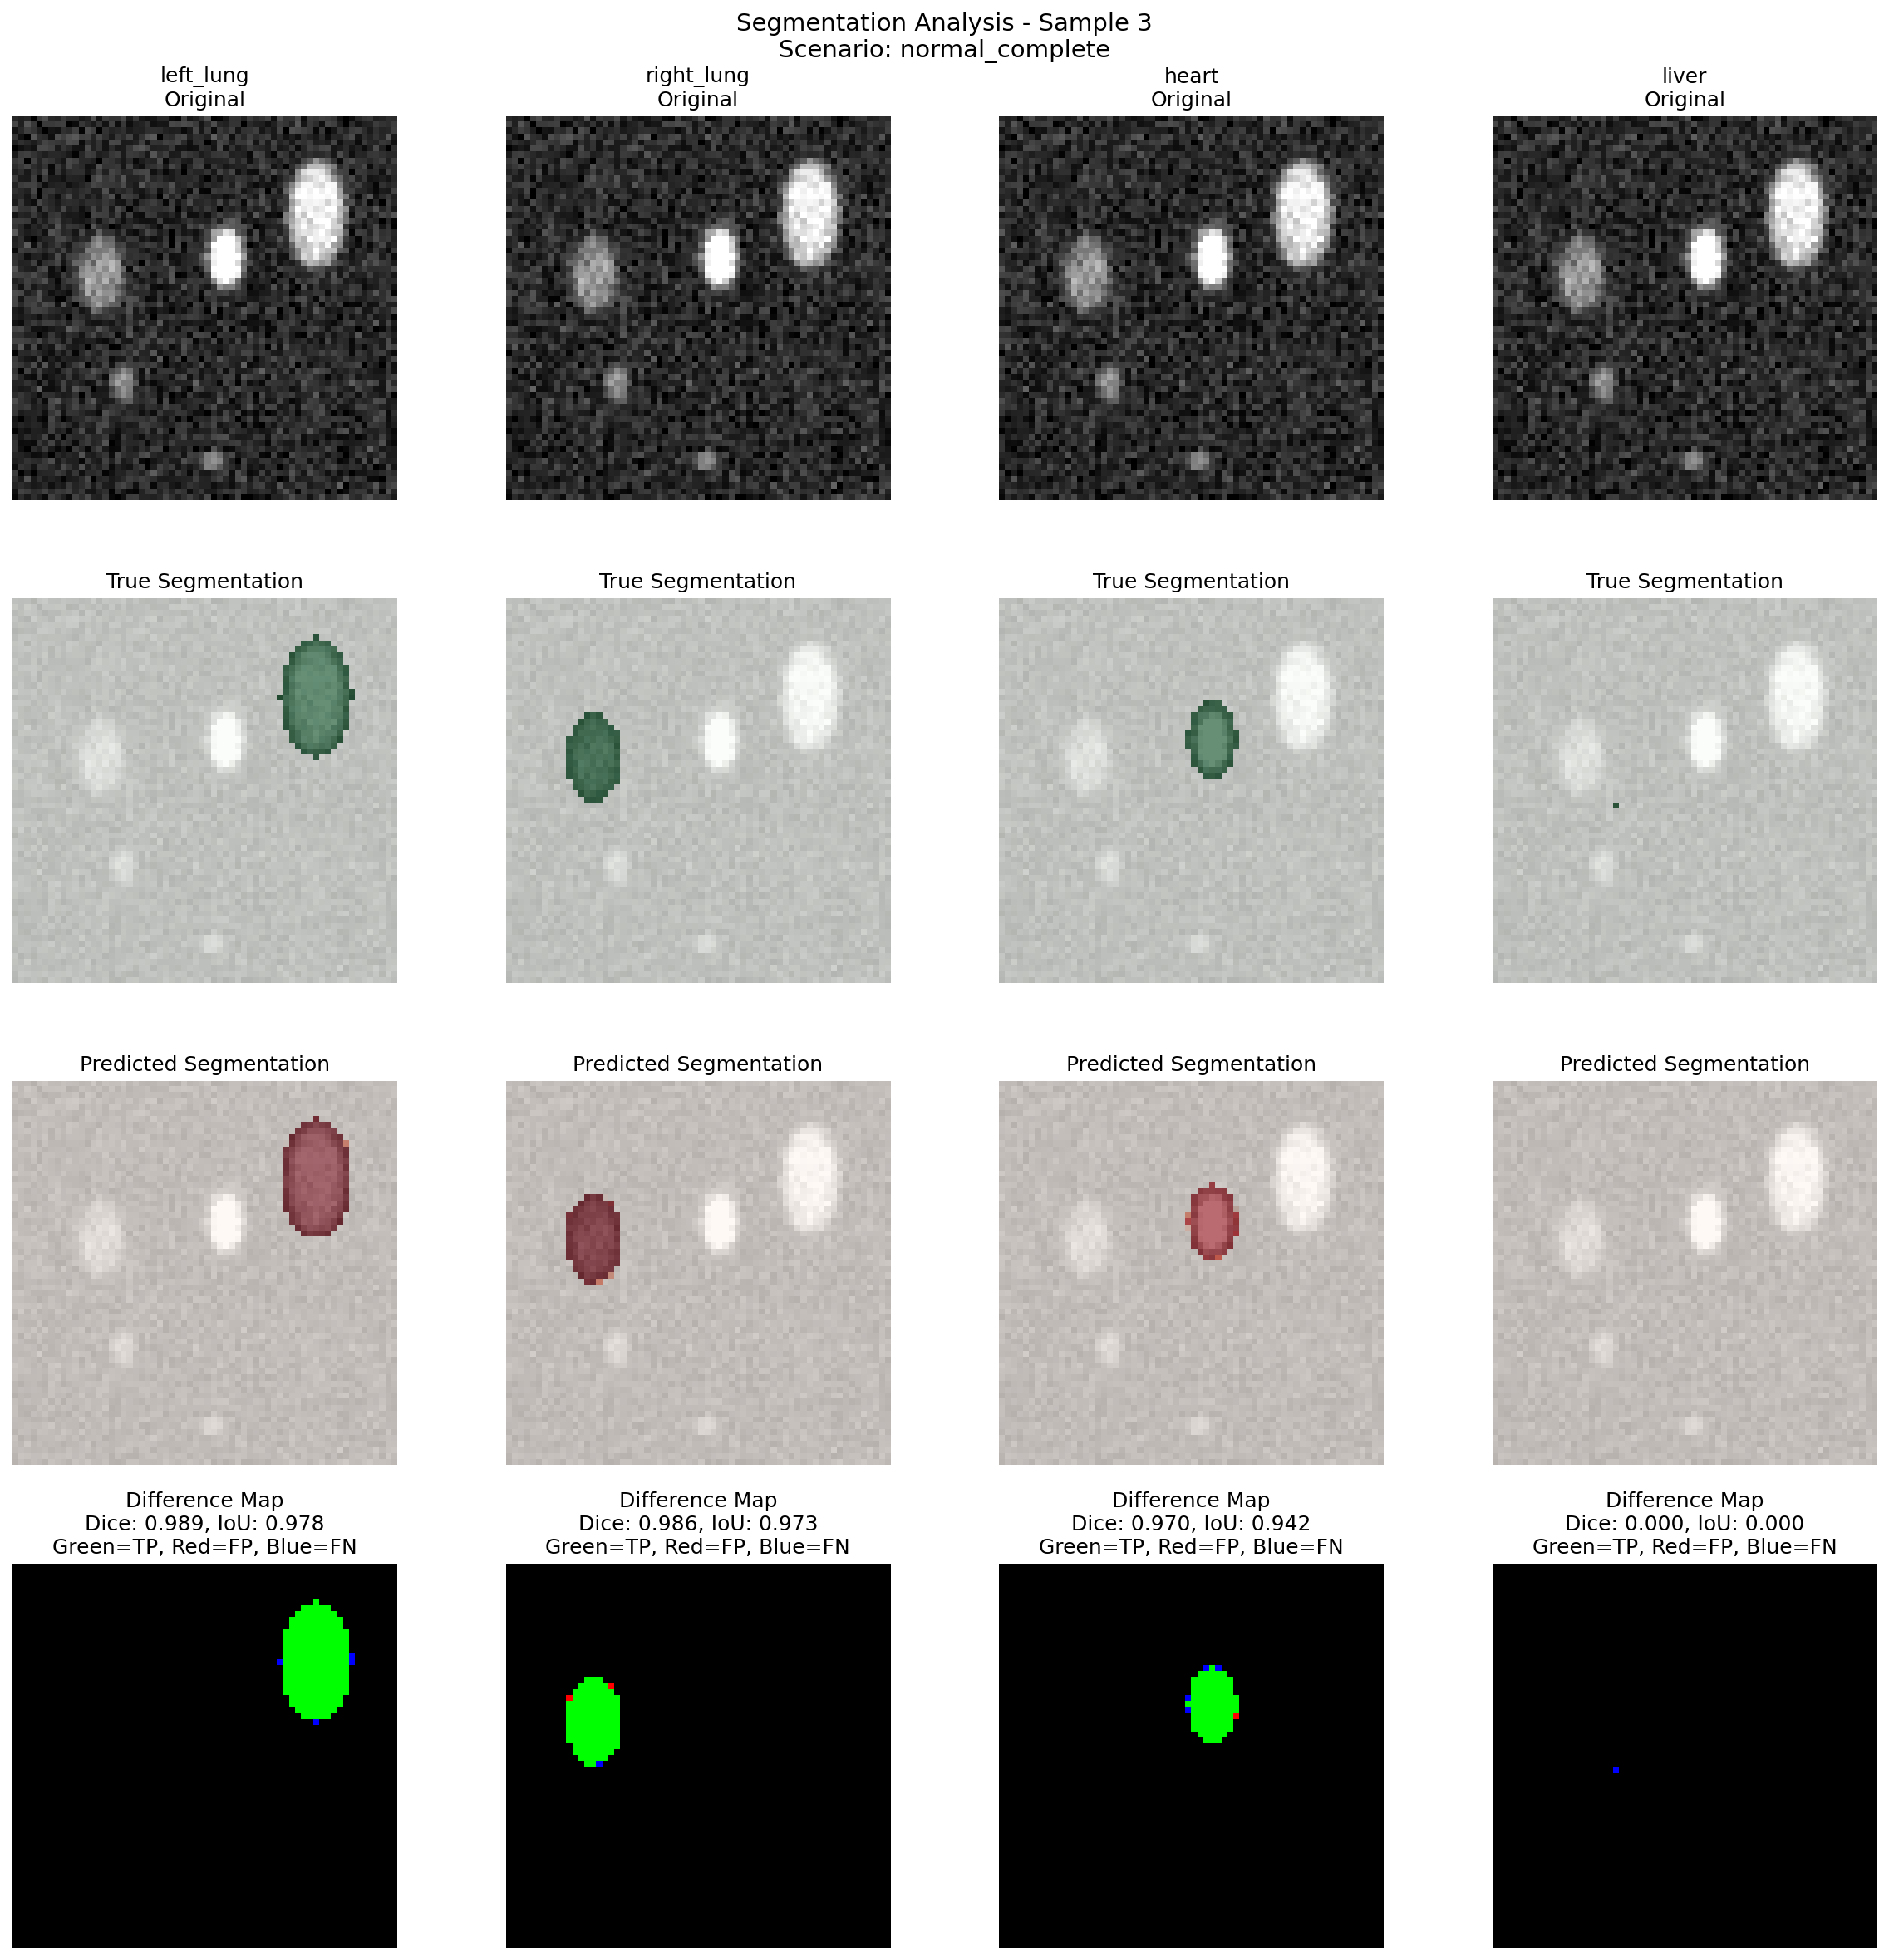 Segmentation Analysis - Sample 3
Scenario: normal_complete
left_lung
Original
right_lung
Original
heart
Original
liver
Original
True Segmentation
True Segmentation
True Segmentation
True Segmentation
Predicted Segmentation
Predicted Segmentation
Predicted Segmentation
Predicted Segmentation
Difference Map
Dice: 0.989, IoU: 0.978
Green=TP, Red=FP, Blue=FN
Difference Map
Dice: 0.986, IoU: 0.973
Green=TP, Red=FP, Blue=FN
Difference Map
Dice: 0.970, IoU: 0.942
Green=TP, Red=FP, Blue=FN
Difference Map
Dice: 0.000, IoU: 0.000
Green=TP, Red=FP, Blue=FN